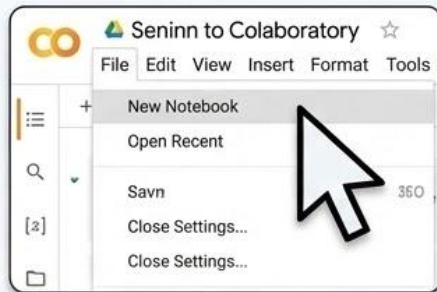 CO Seninn to Colaboratory
File Edit View Insert Format Tools
New Notebook
Open Recent
Savn 350
Close Settings...
Close Settings...
[z]